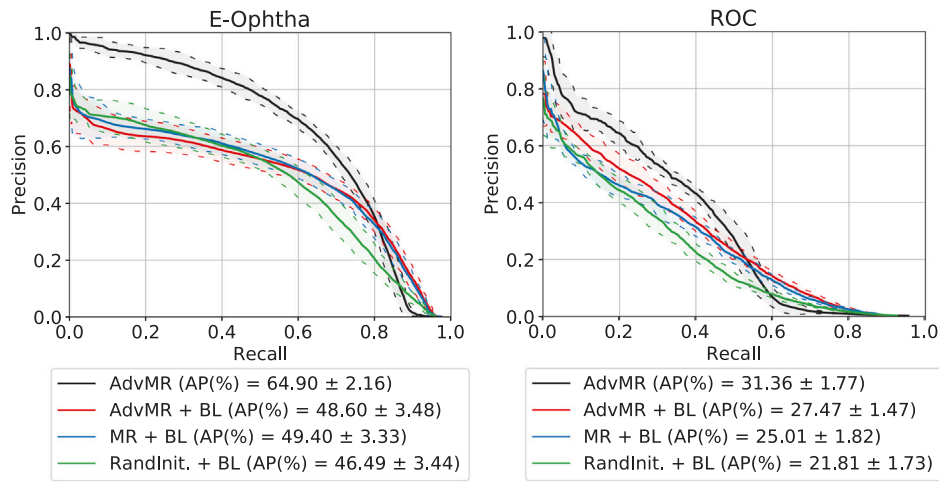 E-Ophtha
1.0
0.8
0.6
0.4
0.2
0.0
Precision
0.0 0.2 0.4 0.6 0.8 1.0
Recall
AdvMR (AP(%) = 64.90 ± 2.16)
AdvMR + BL (AP(%) = 48.60 ± 3.48)
MR + BL (AP(%) = 49.40 ± 3.33)
RandInit. + BL (AP(%) = 46.49 ± 3.44)
ROC
1.0
0.8
0.6
0.4
0.2
0.0
Precision
0.0 0.2 0.4 0.6 0.8 1.0
Recall
AdvMR (AP(%) = 31.36 ± 1.77)
AdvMR + BL (AP(%) = 27.47 ± 1.47)
MR + BL (AP(%) = 25.01 ± 1.82)
RandInit. + BL (AP(%) = 21.81 ± 1.73)